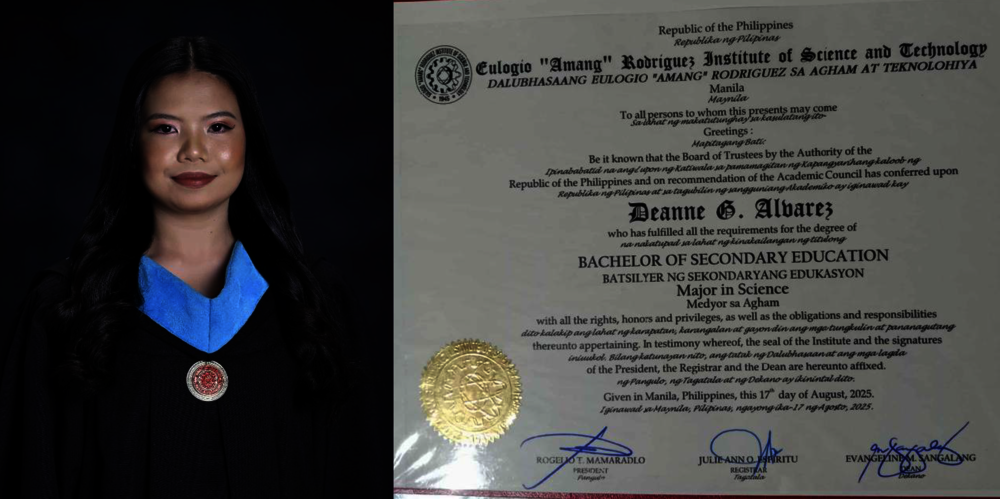 Republic of the Philippines
Republika ng Pilipinas
Eulogio "Amang" Rodriguez Institute of Science and Technology
DALUBHASAANG EULOGIO "AMANG" RODRIGUEZ SA AGHAM AT TEKNOLOHIYA
Manila
Maynila
To all persons to whom this presents may come
Sa lahat ng makatutunghay sa kasulatang ito
Greetings :
Mapitagang Bati:
Be it known that the Board of Trustees by the Authority of the
Ipinababatid na ang Lupon ng Katiwala sa pamamagitan ng Kapangyarihang kaloob ng
Republic of the Philippines and on recommendation of the Academic Council has conferred upon
Republika ng Pilipinas at sa tagubilin ng sangguniang Akademiko ay iginawad kay
Deanne G. Alvarez
who has fulfilled all the requirements for the degree of
na nakatupad sa lahat ng kinakailangan ng titulong
BACHELOR OF SECONDARY EDUCATION
BATSILYER NG SEKONDARYANG EDUKASYON
Major in Science
Medyor sa Agham
with all the rights, honors and privileges, as well as the obligations and responsibilities
dito kalakip ang lahat ng karapatan, karangalan at gayon din ang mga tungkulin at pananagutang
thereunto appertaining. In testimony whereof, the seal of the Institute and the signatures
iniuukol. Bilang katunayan nito, ang tatak ng Dalubhasaan at ang mga lagda
of the President, the Registrar and the Dean are hereunto affixed.
ng Pangulo, ng Tagatala at ng Dekano ay ikinintal dito.
Given in Manila, Philippines, this 17th day of August, 2025.
Iginawad sa Maynila, Pilipinas, ngayong ika-17 ng Agosto, 2025.
ROGELIO T. MAMARADLO
PRESIDENT
Pangulo
JULIE ANN O. ESPIRITU
REGISTRAR
Tagatala
EVANGELINE M. SANGALANG
DEAN
Dekano